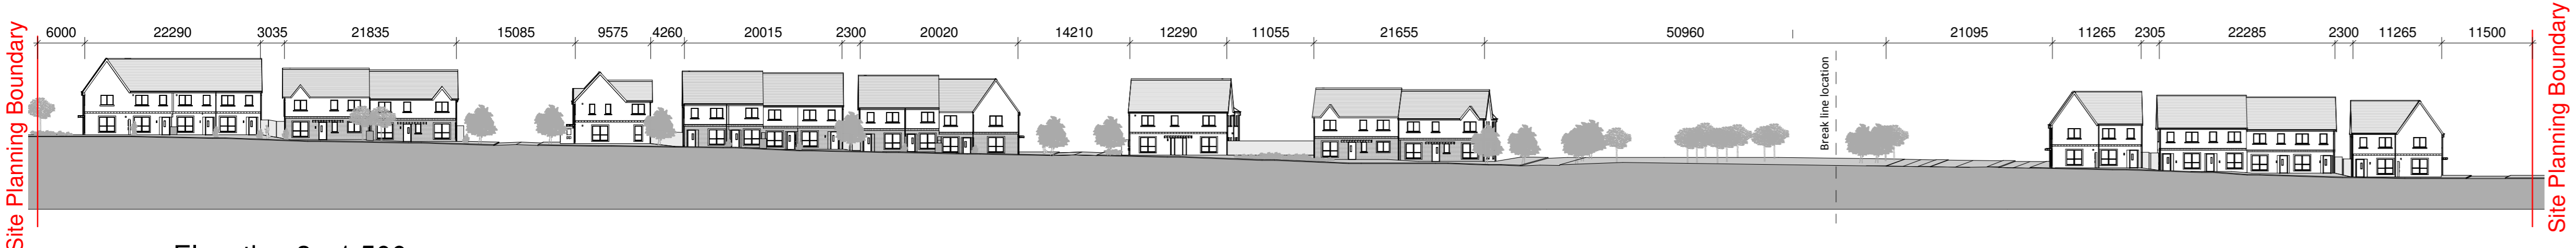 Site Planning Boundary
6000 22290 3035 21835 15085 9575 4260 20015 2300 20020 14210 12290 11055 21655 50960 21095 11265 2305 22285 2300 11265 11500
Break line location
Site Planning Boundary